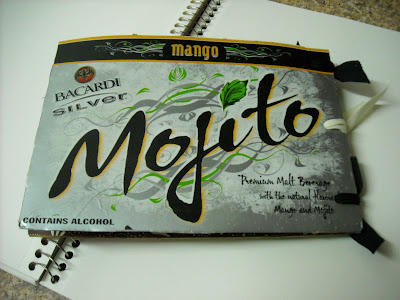 mango
BACARDI
SILVER
Mojito
Premium Malt Beverage
with the natural flavors
Mango and Mojito
CONTAINS ALCOHOL